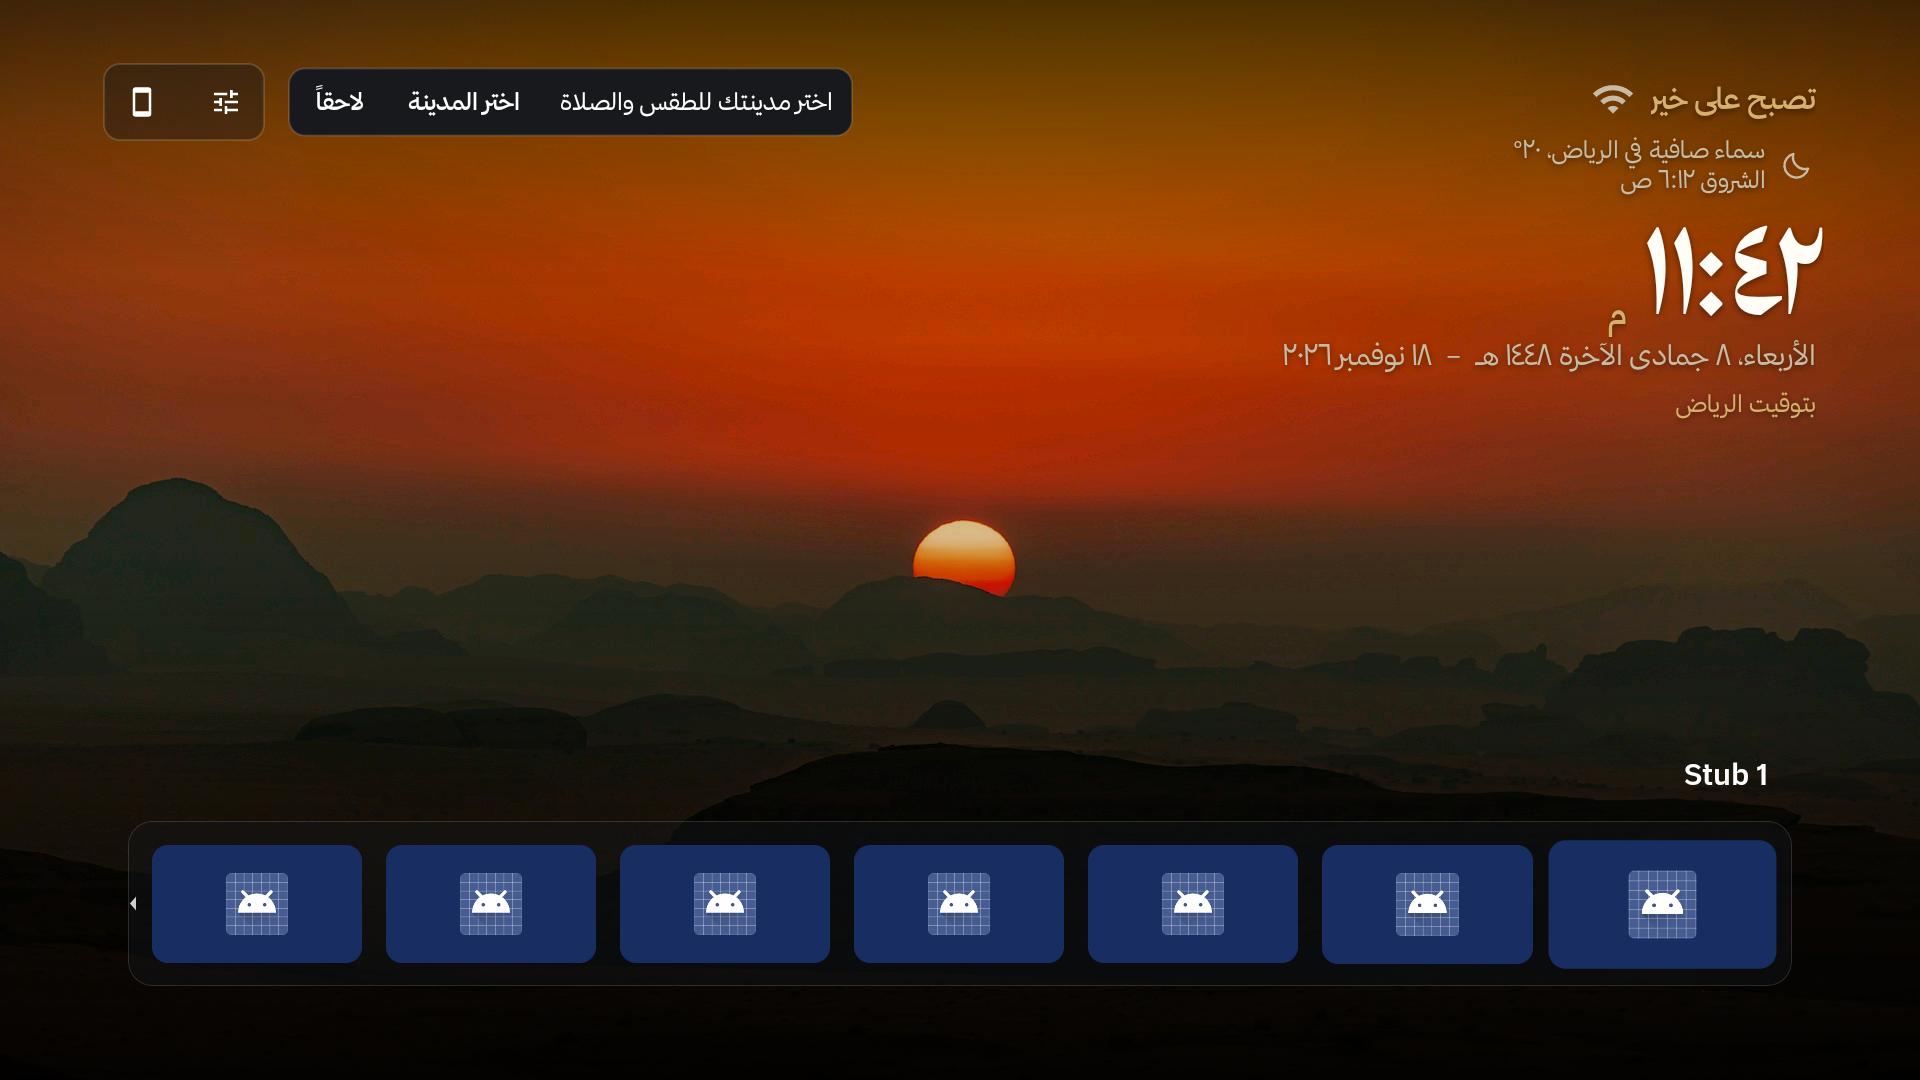 تصبح على خير
سماء صافية في الرياض، ٢٠°
الشروق ٦:١٢ ص
١١:٤٢ م
الأربعاء، ٨ جمادى الآخرة ١٤٤٨ هـ – ١٨ نوفمبر ٢٠٢٦
بتوقيت الرياض
اختر مدينتك للطقس والصلاة اختر المدينة لاحقاً
Stub 1